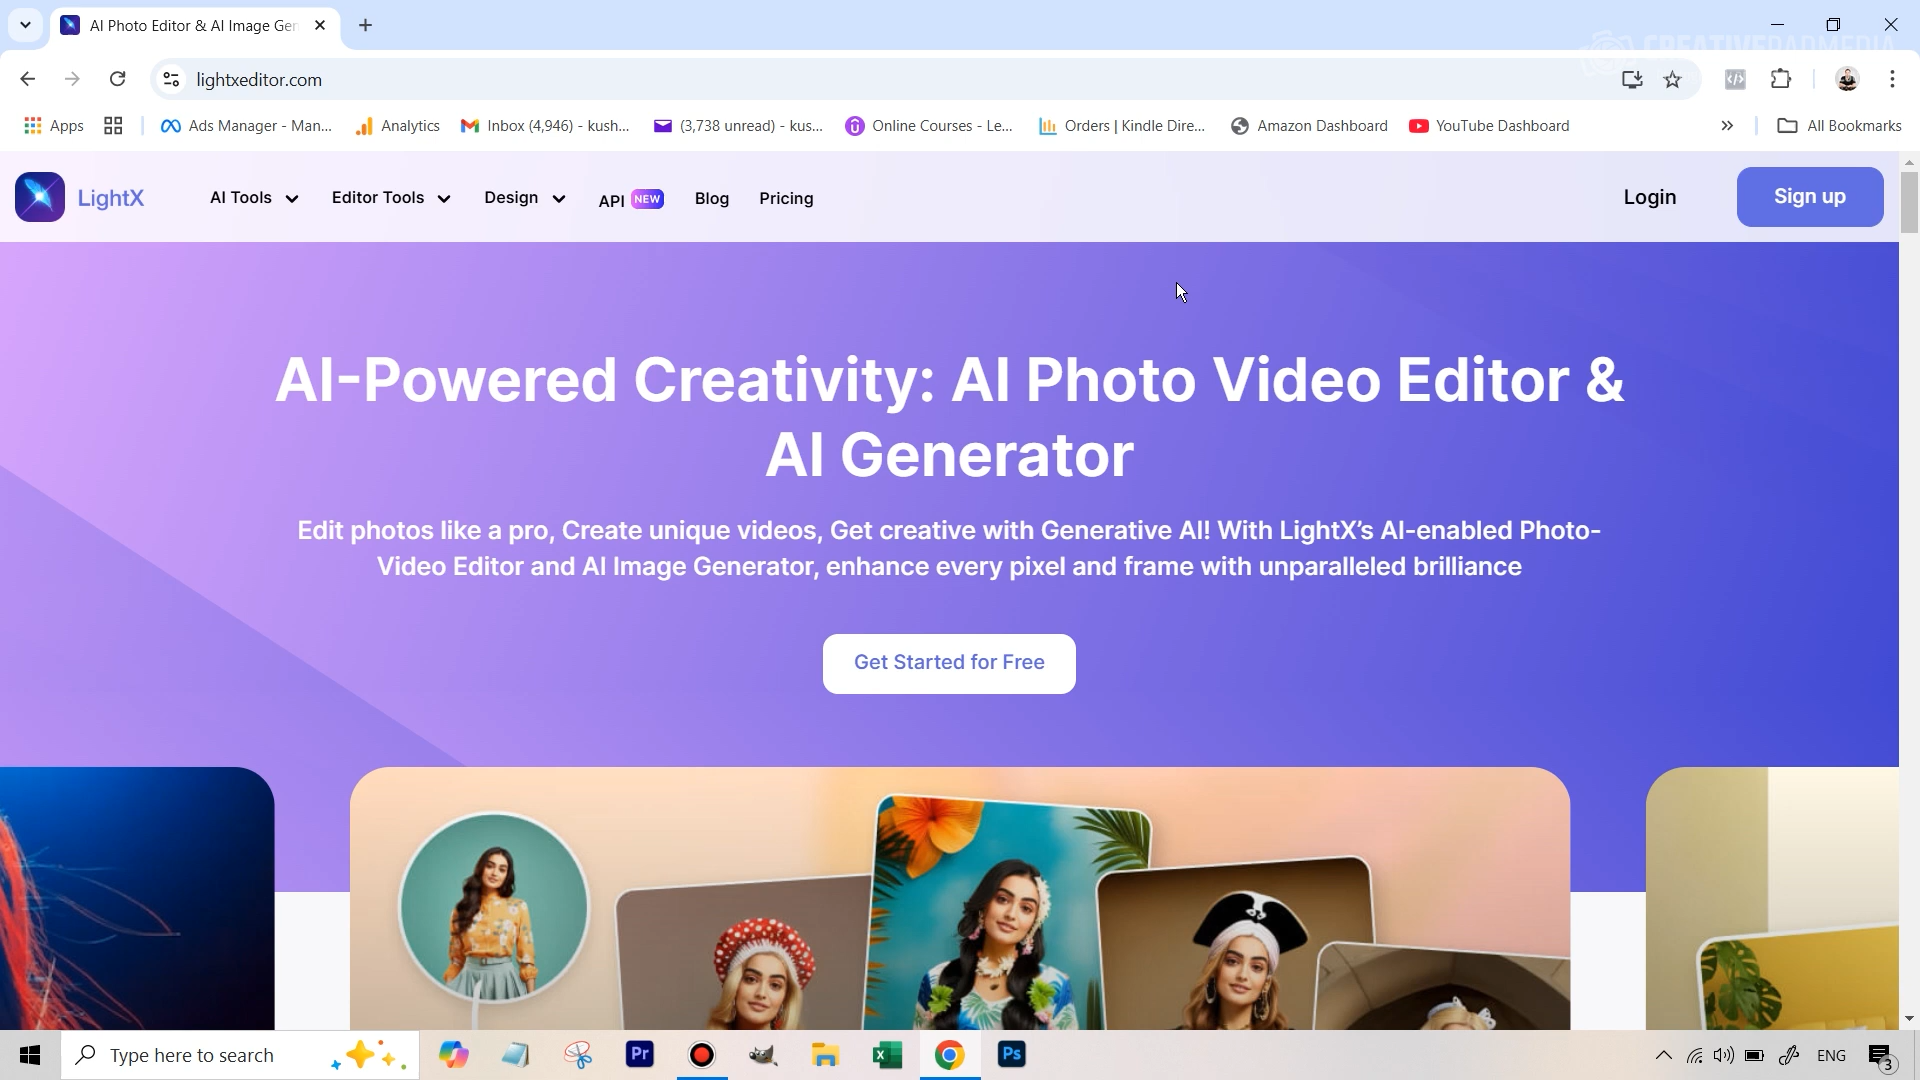 AI Photo Editor & AI Image Ger
CREATIVEPADMEDIA
lightxeditor.com
Apps
Ads Manager - Man...
Analytics
Inbox (4,946) - kush...
(3,738 unread) - kus...
Online Courses - Le...
Orders | Kindle Dire...
Amazon Dashboard
YouTube Dashboard
All Bookmarks
LightX
AI Tools
Editor Tools
Design
API NEW
Blog
Pricing
Login
Sign up
AI-Powered Creativity: AI Photo Video Editor &
AI Generator
Edit photos like a pro, Create unique videos, Get creative with Generative AI! With LightX’s AI-enabled Photo-
Video Editor and AI Image Generator, enhance every pixel and frame with unparalleled brilliance
Get Started for Free
Type here to search
Pr
Ps
ENG
3